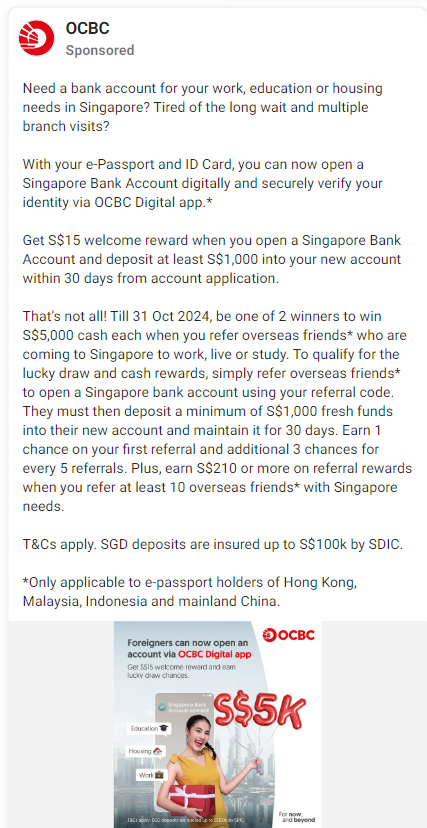 OCBC
Sponsored
Need a bank account for your work, education or housing
needs in Singapore? Tired of the long wait and multiple
branch visits?
With your e-Passport and ID Card, you can now open a
Singapore Bank Account digitally and securely verify your
identity via OCBC Digital app.*
Get S$15 welcome reward when you open a Singapore Bank
Account and deposit at least S$1,000 into your new account
within 30 days from account application.
That's not all! Till 31 Oct 2024, be one of 2 winners to win
S$5,000 cash each when you refer overseas friends* who are
coming to Singapore to work, live or study. To qualify for the
lucky draw and cash rewards, simply refer overseas friends*
to open a Singapore bank account using your referral code.
They must then deposit a minimum of S$1,000 fresh funds
into their new account and maintain it for 30 days. Earn 1
chance on your first referral and additional 3 chances for
every 5 referrals. Plus, earn S$210 or more on referral rewards
when you refer at least 10 overseas friends* with Singapore
needs.
T&Cs apply. SGD deposits are insured up to S$100k by SDIC.
*Only applicable to e-passport holders of Hong Kong,
Malaysia, Indonesia and mainland China.
OCBC
Foreigners can now open an
account via OCBC Digital app
Get S$15 welcome reward and earn
lucky draw chances.
Singapore Bank
Account opened
S$5K
Education
Housing
Work
T&Cs apply. SGD deposits are insured up to S$100k by SDIC.
For now,
and beyond